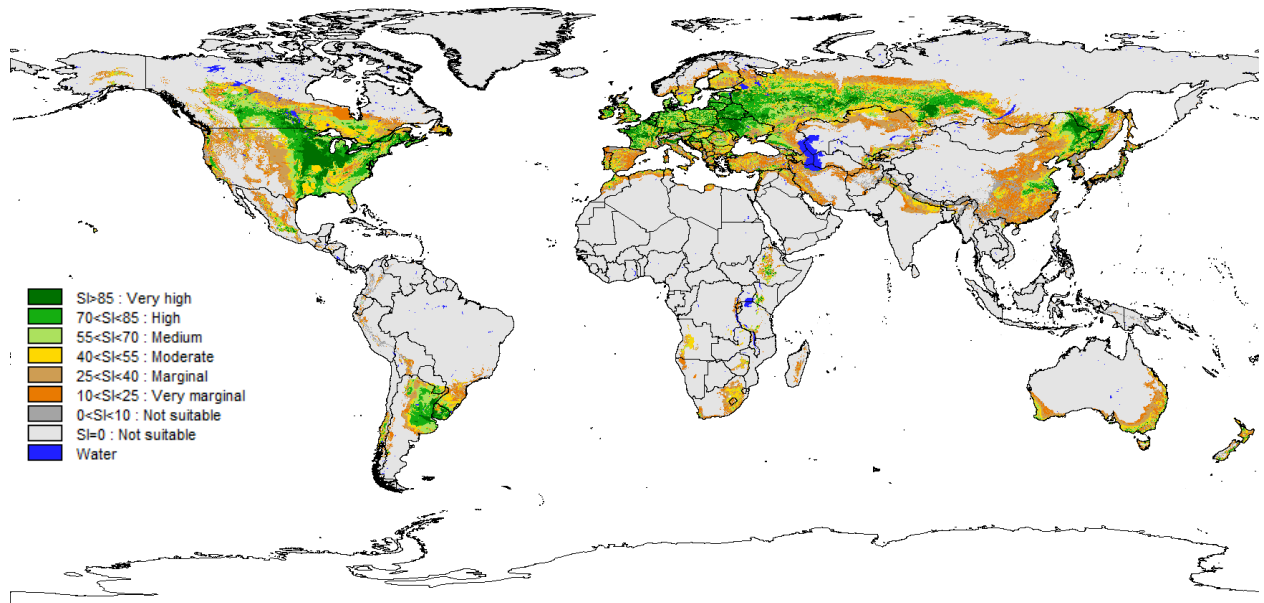 SI>85 : Very high
70<SI<85 : High
55<SI<70 : Medium
40<SI<55 : Moderate
25<SI<40 : Marginal
10<SI<25 : Very marginal
0<SI<10 : Not suitable
SI=0 : Not suitable
Water